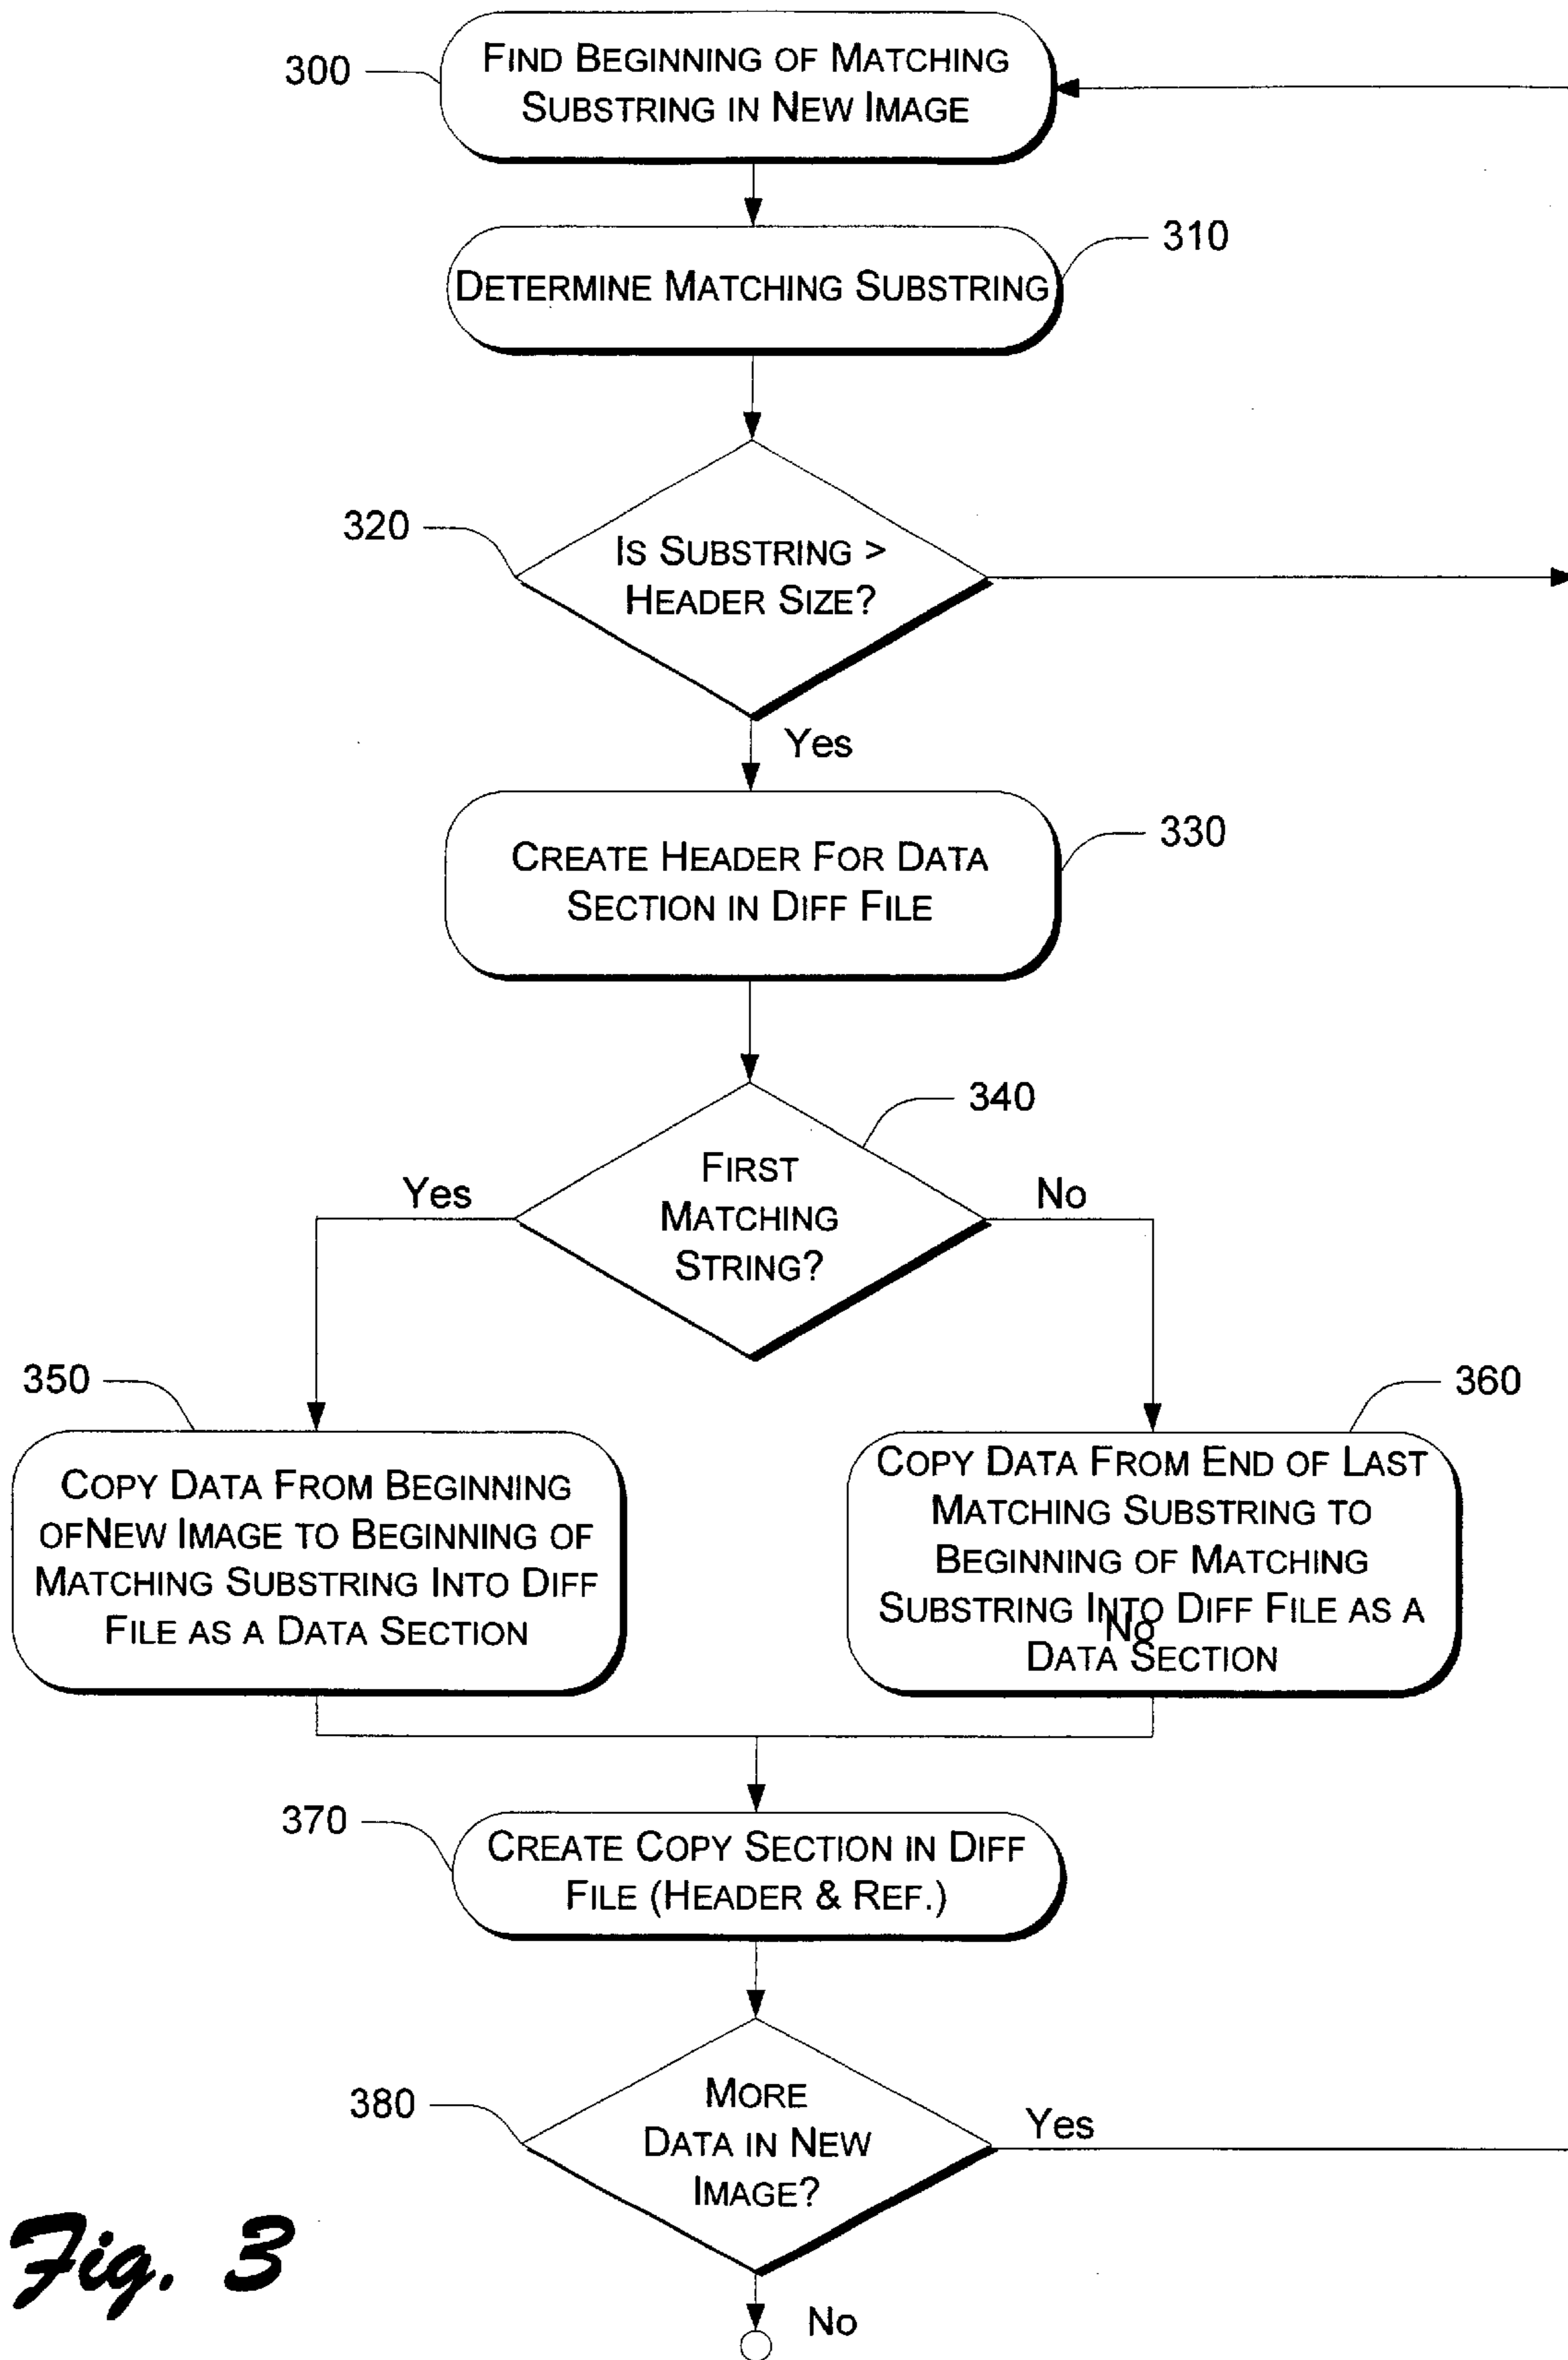 300
FIND BEGINNING OF MATCHING
SUBSTRING IN NEW IMAGE
310
DETERMINE MATCHING SUBSTRING
320
IS SUBSTRING >
HEADER SIZE?
Yes
330
CREATE HEADER FOR DATA
SECTION IN DIFF FILE
340
FIRST
MATCHING
STRING?
Yes
No
350
COPY DATA FROM BEGINNING
OFNEW IMAGE TO BEGINNING OF
MATCHING SUBSTRING INTO DIFF
FILE AS A DATA SECTION
360
COPY DATA FROM END OF LAST
MATCHING SUBSTRING TO
BEGINNING OF MATCHING
SUBSTRING INTO DIFF FILE AS A
No
DATA SECTION
370
CREATE COPY SECTION IN DIFF
FILE (HEADER & REF.)
380
MORE
DATA IN NEW
IMAGE?
Yes
No
Fig. 3